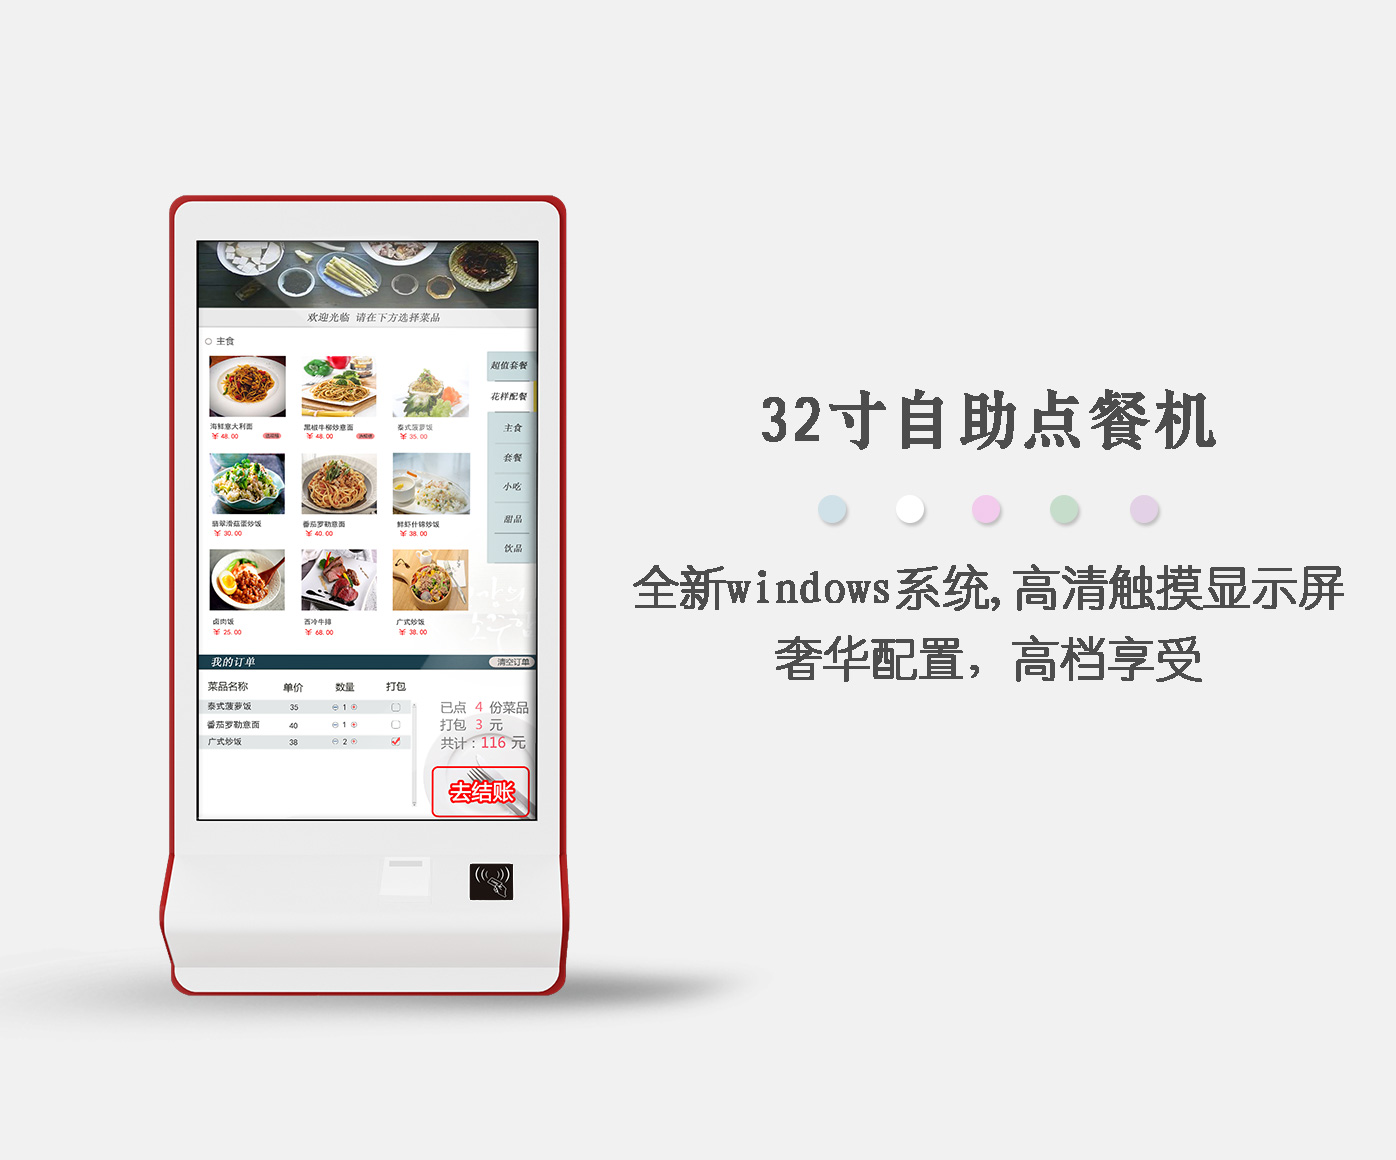 欢迎光临 请在下方选择菜品
主食
海鲜意大利面
¥ 48.00
黑椒牛柳炒意面
¥ 48.00
泰式菠萝饭
¥ 35.00
翡翠滑菇蛋炒饭
¥ 30.00
番茄罗勒意面
¥ 40.00
鲜虾什锦炒饭
¥ 38.00
卤肉饭
¥ 25.00
西冷牛排
¥ 68.00
广式炒饭
¥ 38.00
超值套餐
花样配餐
主食
套餐
小吃
甜品
饮品
我的订单
清空订单
菜品名称 单价 数量 打包
泰式菠萝饭 35 1
番茄罗勒意面 40 1
广式炒饭 38 2
已点 4 份菜品
打包 3 元
共计：116 元
去结账
32寸自助点餐机
全新windows系统,高清触摸显示屏
奢华配置，高档享受